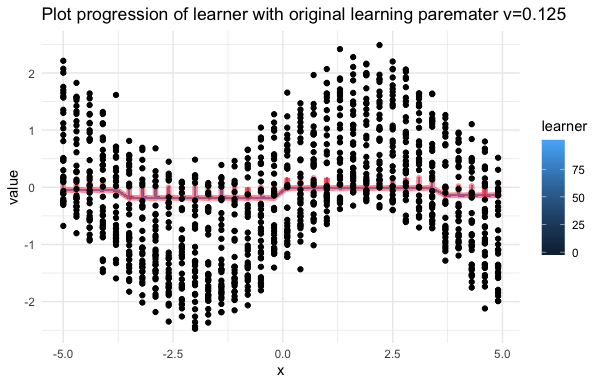 Plot progression of learner with original learning paremater v=0.125
value
2
1
0
-1
-2
-5.0 -2.5 0.0 2.5 5.0
x
learner
75
50
25
0